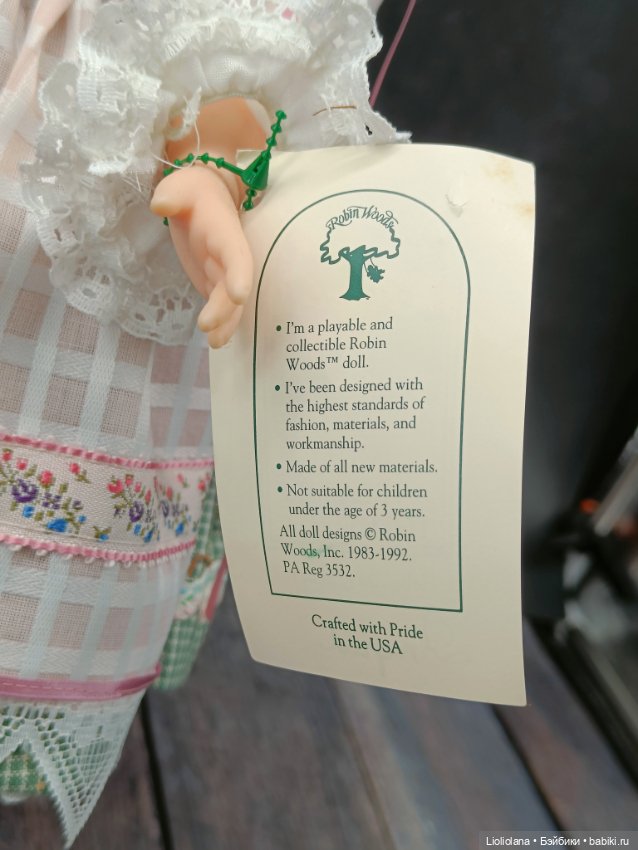 Robin Woods
• I'm a playable and
collectible Robin
Woods™ doll.
• I've been designed with
the highest standards of
fashion, materials, and
workmanship.
• Made of all new materials.
• Not suitable for children
under the age of 3 years.
All doll designs © Robin
Woods, Inc. 1983-1992.
PA Reg 3532.
Crafted with Pride
in the USA
Lioliolana • Бэйбики • babiki.ru